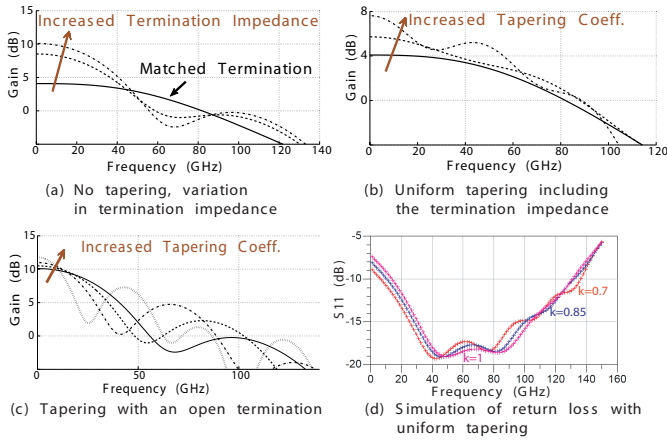 Increased Termination Impedance
Matched Termination
Gain (dB)
15
10
5
0
0 20 40 60 80 100 120 140
Frequency (GHz)
(a) No tapering, variation
in termination impedance
Increased Tapering Coeff.
Gain (dB)
8
4
0
0 20 40 60 80 100 120
Frequency (GHz)
(b) Uniform tapering including
the termination impedance
Increased Tapering Coeff.
Gain (dB)
15
10
5
0
0 50 100
Frequency (GHz)
(c) Tapering with an open termination
S11 (dB)
-5
-10
-15
-20
k=0.7
k=0.85
k=1
0 20 40 60 80 100 120 140 160
Frequency (GHz)
(d) Simulation of return loss with
uniform tapering